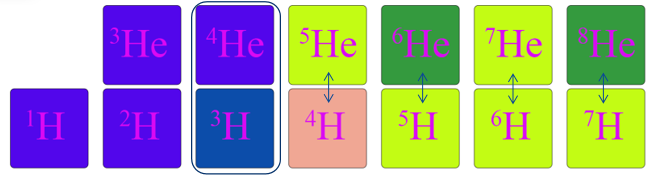 ³He ⁴He ⁵He ⁶He ⁷He ⁸He
¹H ²H ³H ⁴H ⁵H ⁶H ⁷H